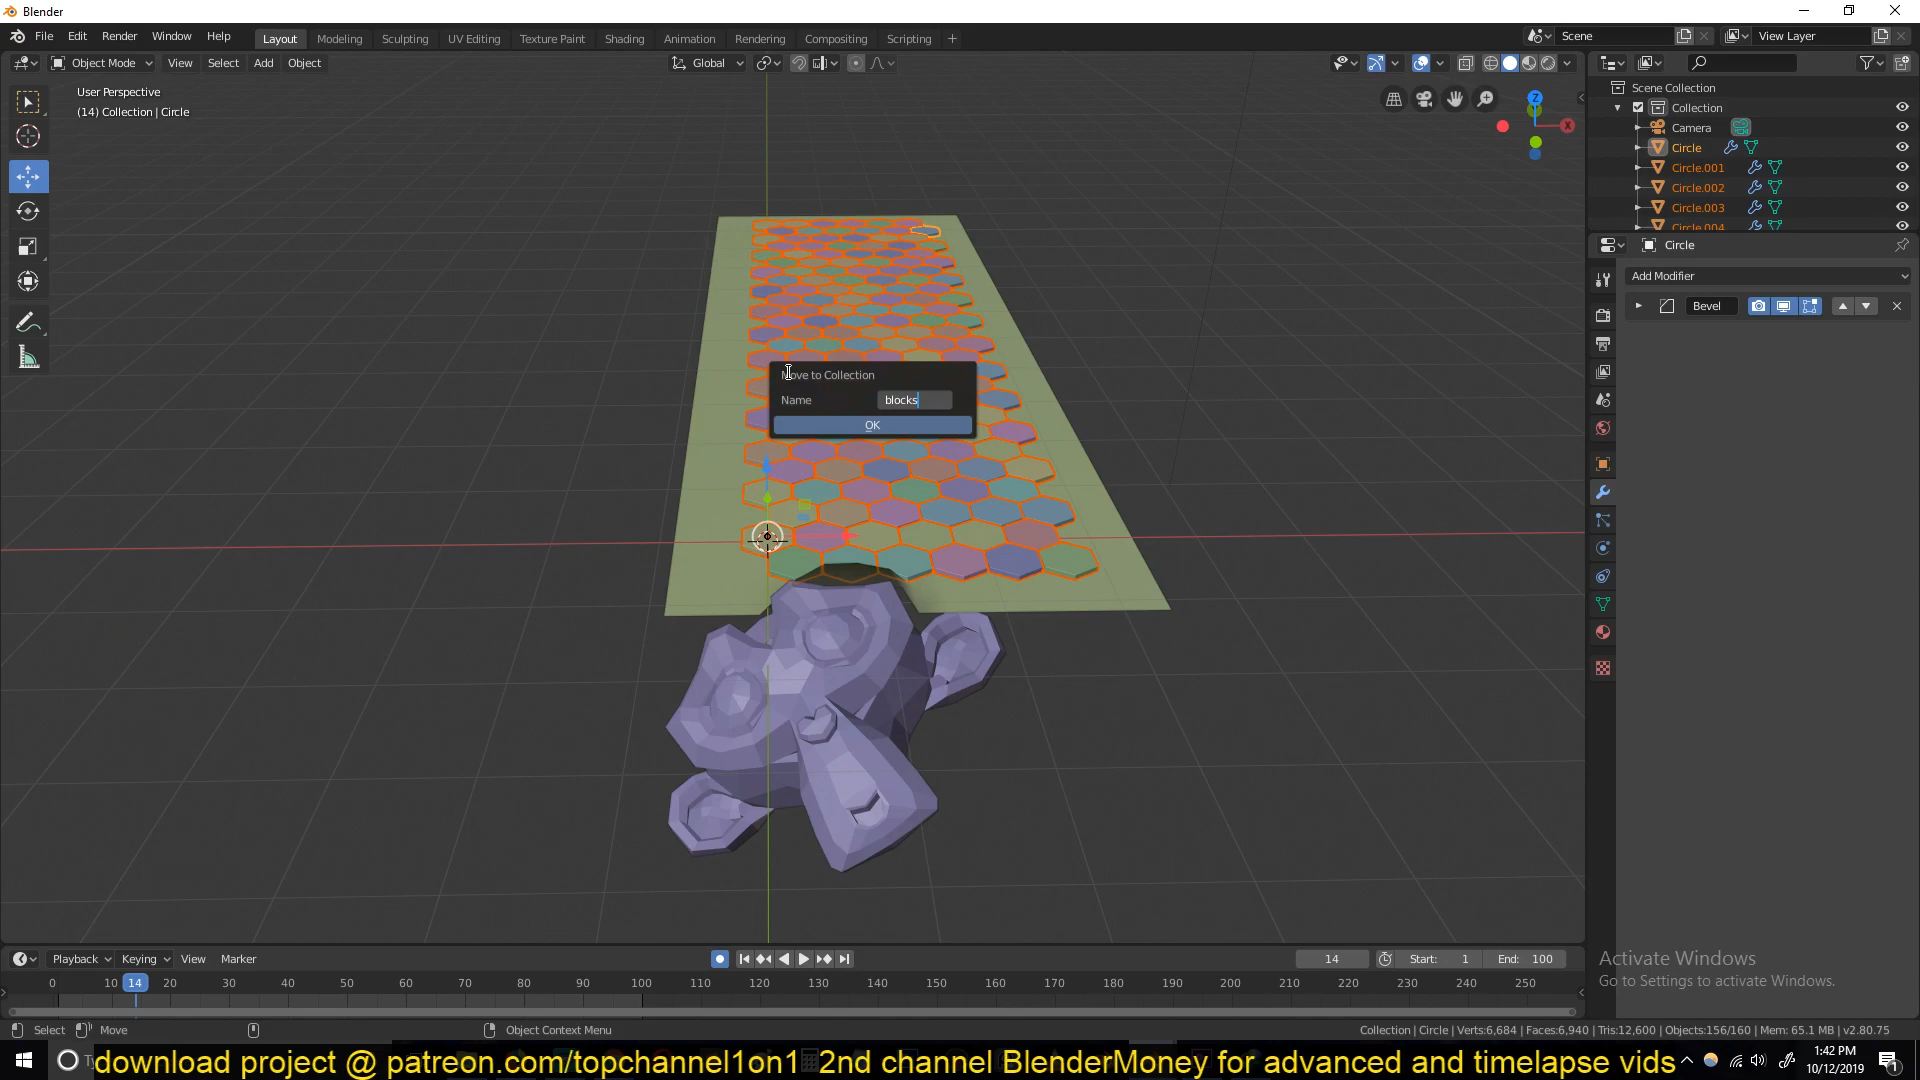 Blender
File Edit Render Window Help Layout Modeling Sculpting UV Editing Texture Paint Shading Animation Rendering Compositing Scripting + Scene View Layer
Object Mode View Select Add Object Global
User Perspective
(14) Collection | Circle
Z
X
Scene Collection
Collection
Camera
Circle
Circle.001
Circle.002
Circle.003
Circle.004
Circle
Add Modifier
Bevel
Move to Collection
Name blocks
OK
Playback Keying View Marker 14 Start: 1 End: 100
0 10 14 20 30 40 50 60 70 80 90 100 110 120 130 140 150 160 170 180 190 200 210 220 230 240 250
Activate Windows
Go to Settings to activate Windows.
Select Move Object Context Menu Collection | Circle | Verts:6,684 | Faces:6,940 | Tris:12,600 | Objects:156/160 | Mem: 65.1 MB | v2.80.75
download project @ patreon.com/topchannel1on1 2nd channel BlenderMoney for advanced and timelapse vids
1:42 PM
10/12/2019
1